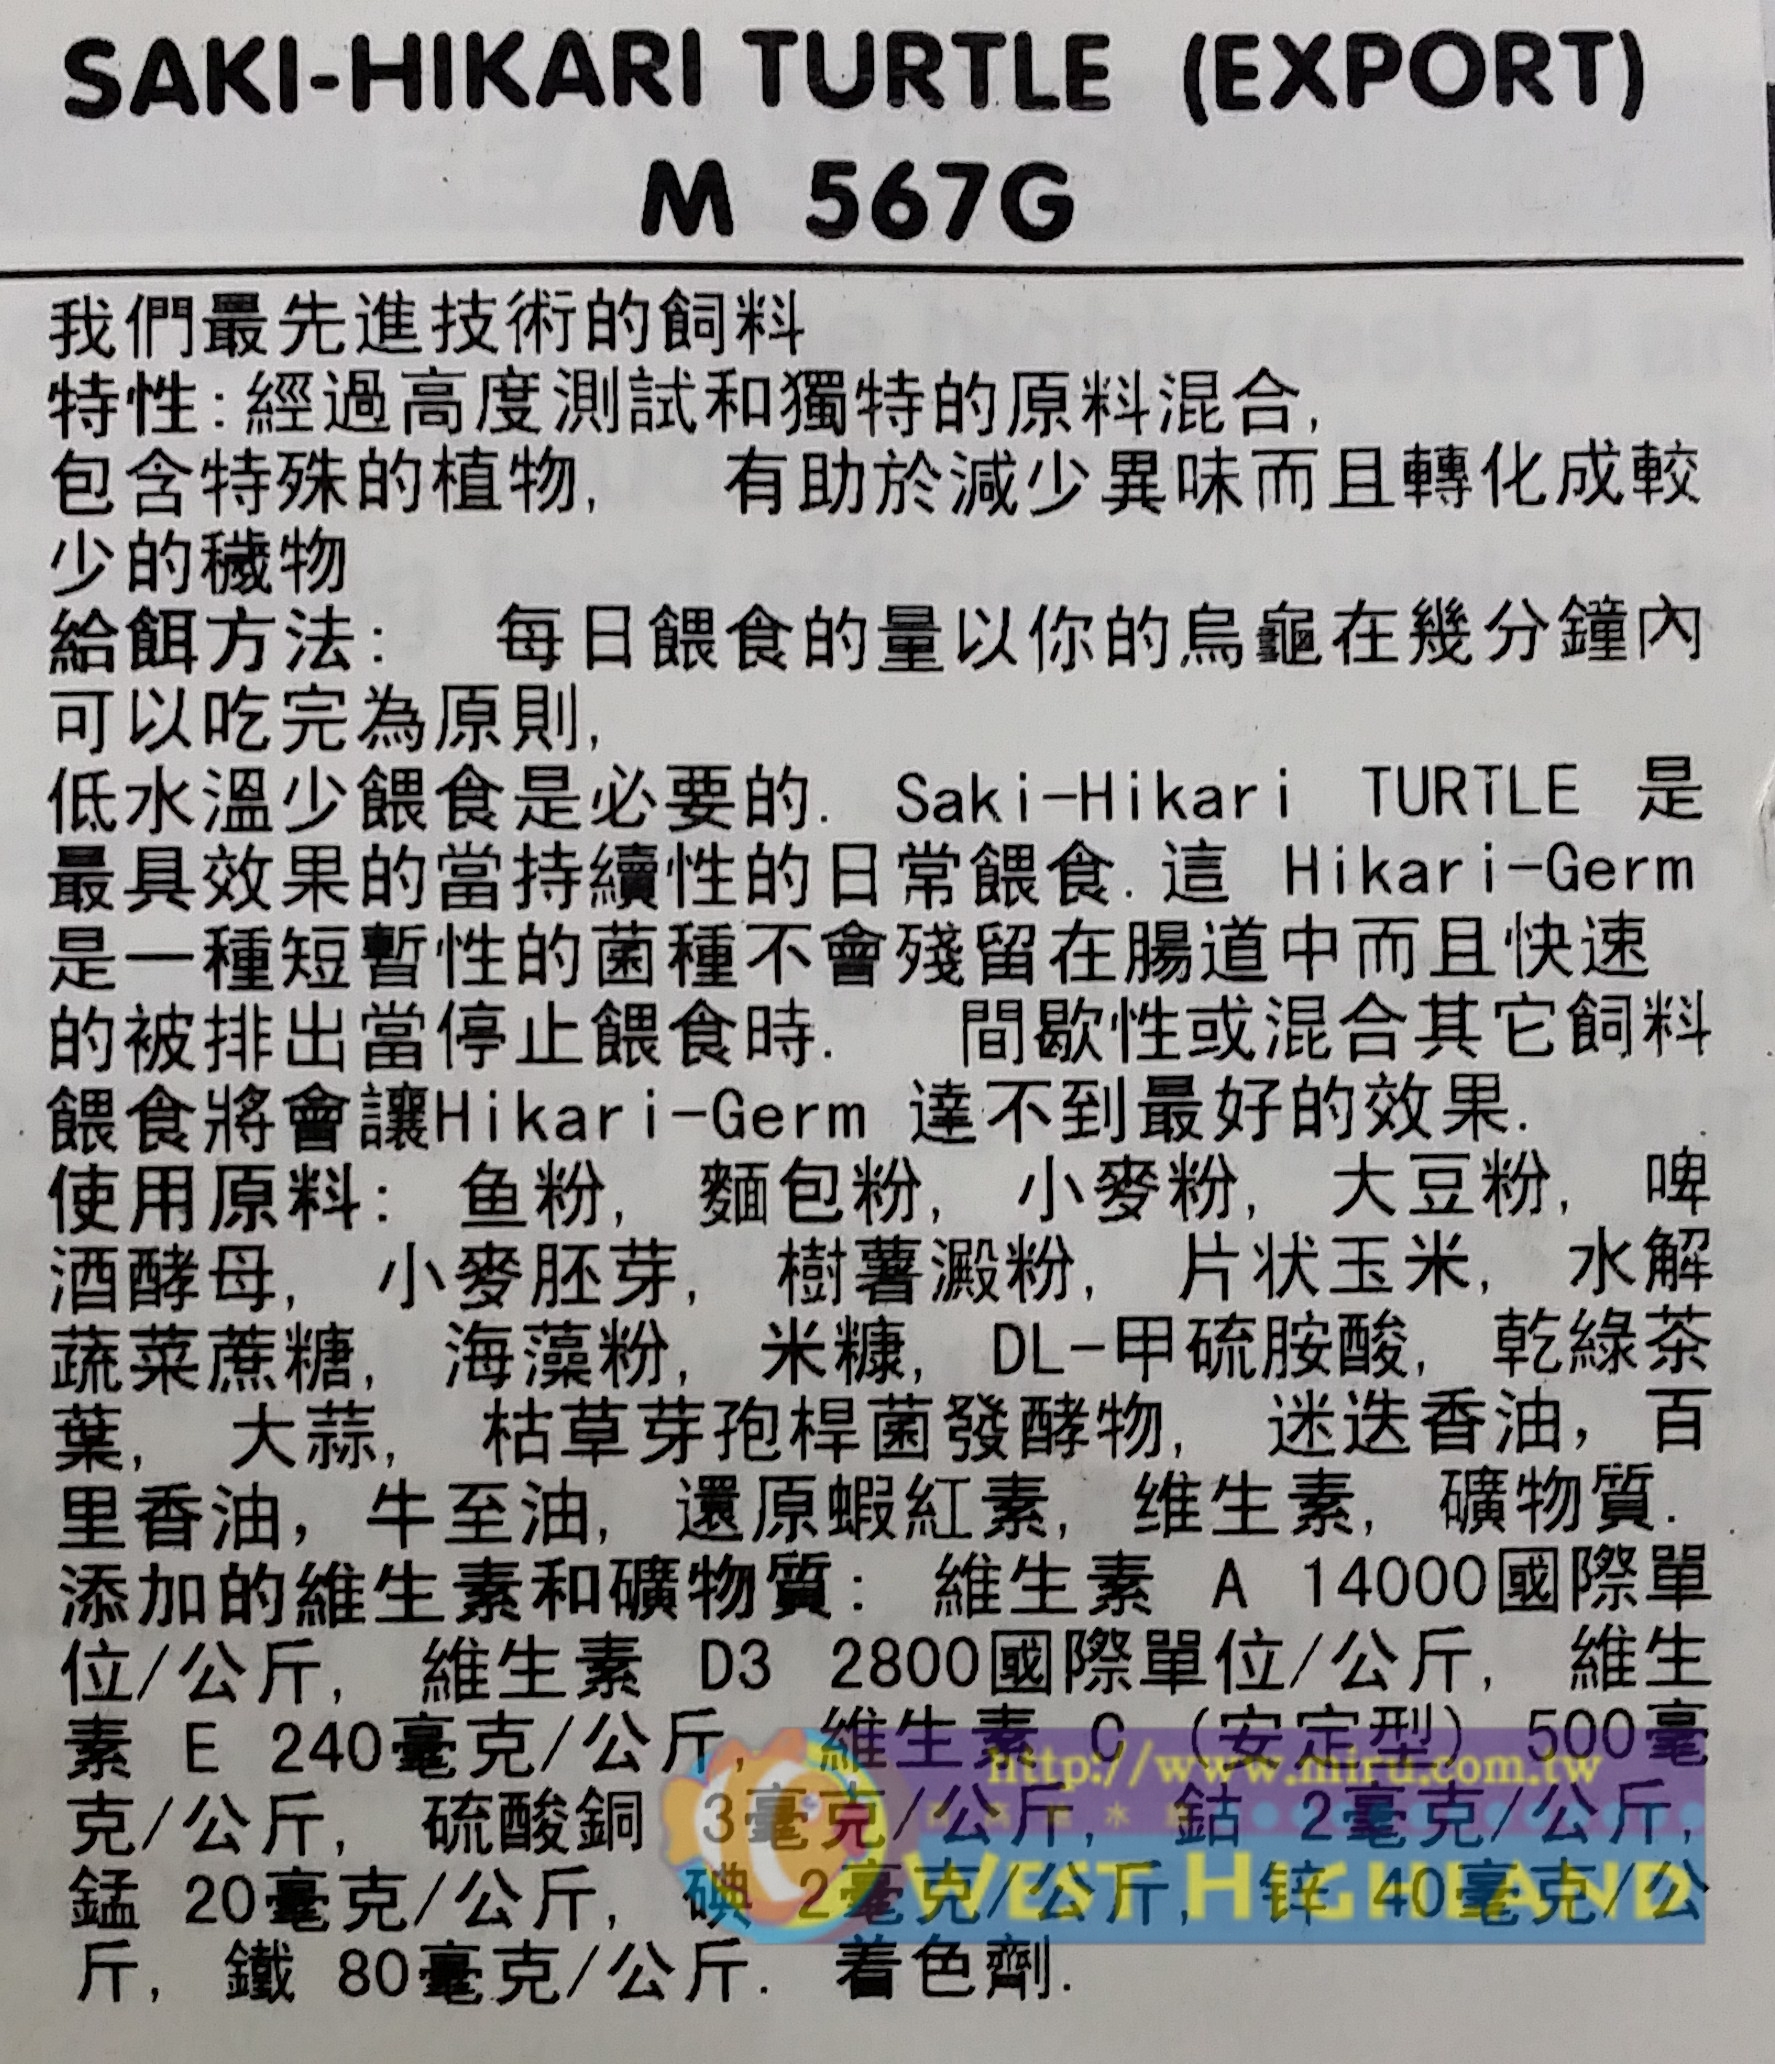 SAKI-HIKARI TURTLE (EXPORT)
M 567G
我們最先進技術的飼料
特性:經過高度測試和獨特的原料混合,
包含特殊的植物, 有助於減少異味而且轉化成較
少的穢物
給餌方法: 每日餵食的量以你的烏龜在幾分鐘內
可以吃完為原則,
低水溫少餵食是必要的. Saki-Hikari TURTLE 是
最具效果的當持續性的日常餵食.這 Hikari-Germ
是一種短暫性的菌種不會殘留在腸道中而且快速
的被排出當停止餵食時. 間歇性或混合其它飼料
餵食將會讓Hikari-Germ 達不到最好的效果.
使用原料: 鱼粉, 麵包粉, 小麥粉, 大豆粉, 啤
酒酵母, 小麥胚芽, 樹薯澱粉, 片状玉米, 水解
蔬菜蔗糖, 海藻粉, 米糠, DL-甲硫胺酸, 乾綠茶
葉, 大蒜, 枯草芽孢桿菌發酵物, 迷迭香油, 百
里香油, 牛至油, 還原蝦紅素, 维生素, 礦物質.
添加的維生素和礦物質: 維生素 A 14000國際單
位/公斤, 維生素 D3 2800國際單位/公斤, 維生
素 E 240毫克/公斤, 維生素 C (安定型) 500毫
克/公斤, 硫酸銅 3毫克/公斤, 鈷 2毫克/公斤,
錳 20毫克/公斤, 碘 2毫克/公斤, 锌 40毫克/公
斤, 鐵 80毫克/公斤. 着色劑.
http://www.miru.com.tw
WEST HIGHLAND